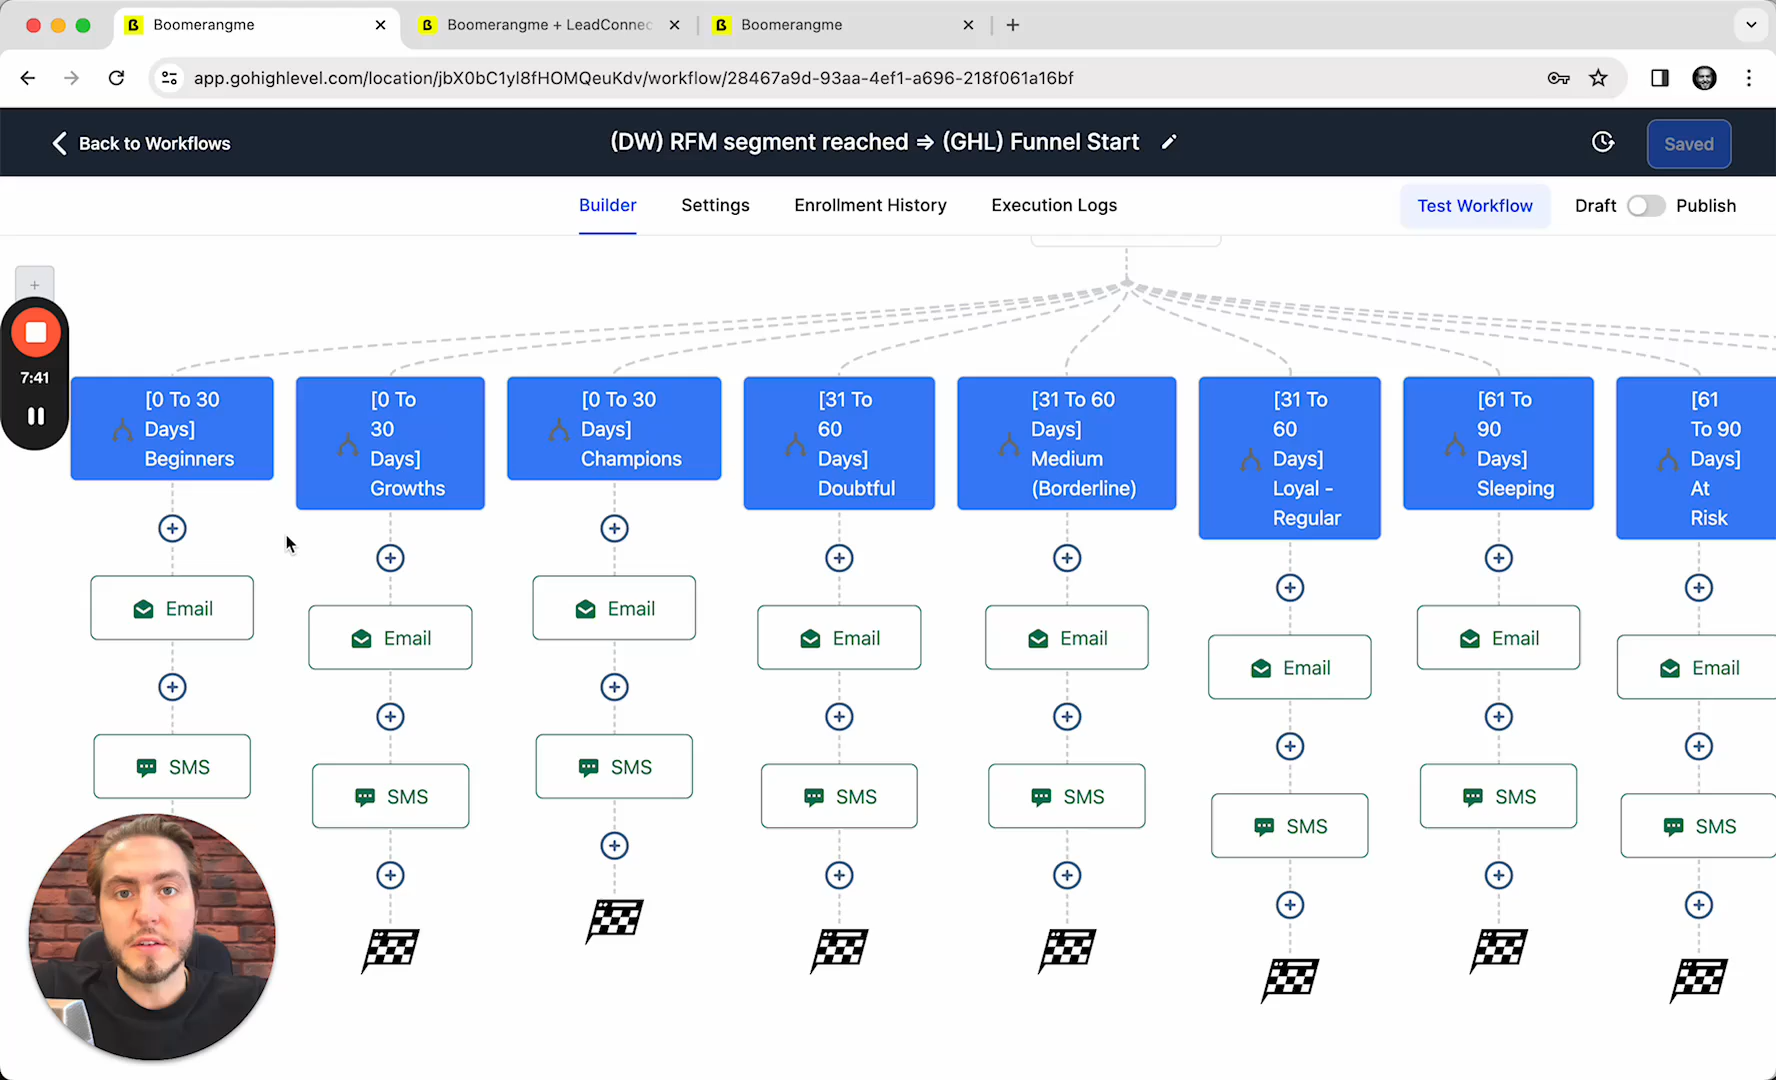 Boomerangme
Boomerangme + LeadConnec
Boomerangme
app.gohighlevel.com/location/jbX0bC1yl8fHOMQeuKdv/workflow/28467a9d-93aa-4ef1-a696-218f061a16bf
Back to Workflows
(DW) RFM segment reached ⇒ (GHL) Funnel Start
Saved
Builder
Settings
Enrollment History
Execution Logs
Test Workflow
Draft
Publish
7:41
[0 To 30
Days]
Beginners
[0 To
30
Days]
Growths
[0 To 30
Days]
Champions
[31 To
60
Days]
Doubtful
[31 To 60
Days]
Medium
(Borderline)
[31 To
60
Days]
Loyal -
Regular
[61 To
90
Days]
Sleeping
[61
To 90
Days]
At
Risk
Email
Email
Email
Email
Email
Email
Email
Email
SMS
SMS
SMS
SMS
SMS
SMS
SMS
SMS